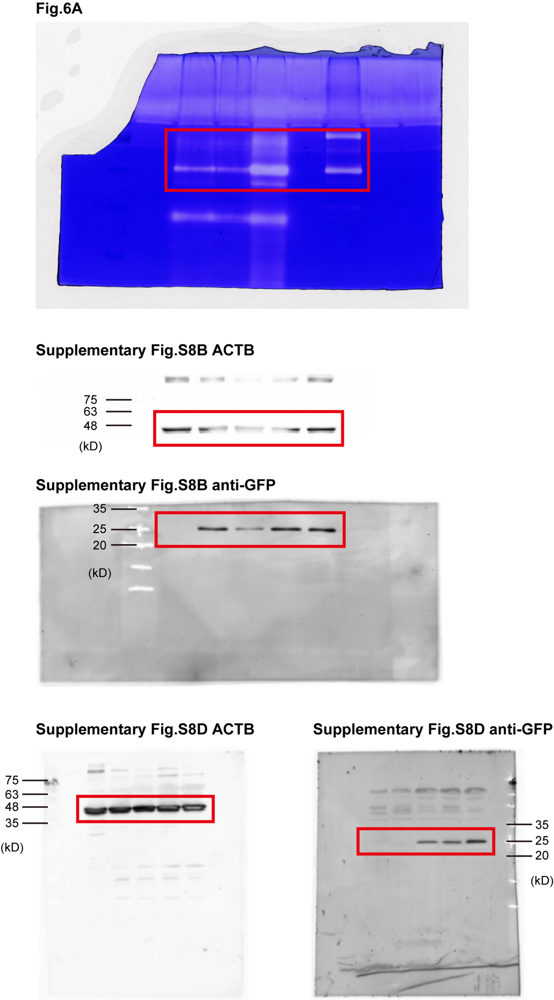 Fig.6A
Supplementary Fig.S8B ACTB
75
63
48
(kD)
Supplementary Fig.S8B anti-GFP
35
25
20
(kD)
Supplementary Fig.S8D ACTB
75
63
48
35
(kD)
Supplementary Fig.S8D anti-GFP
35
25
20
(kD)